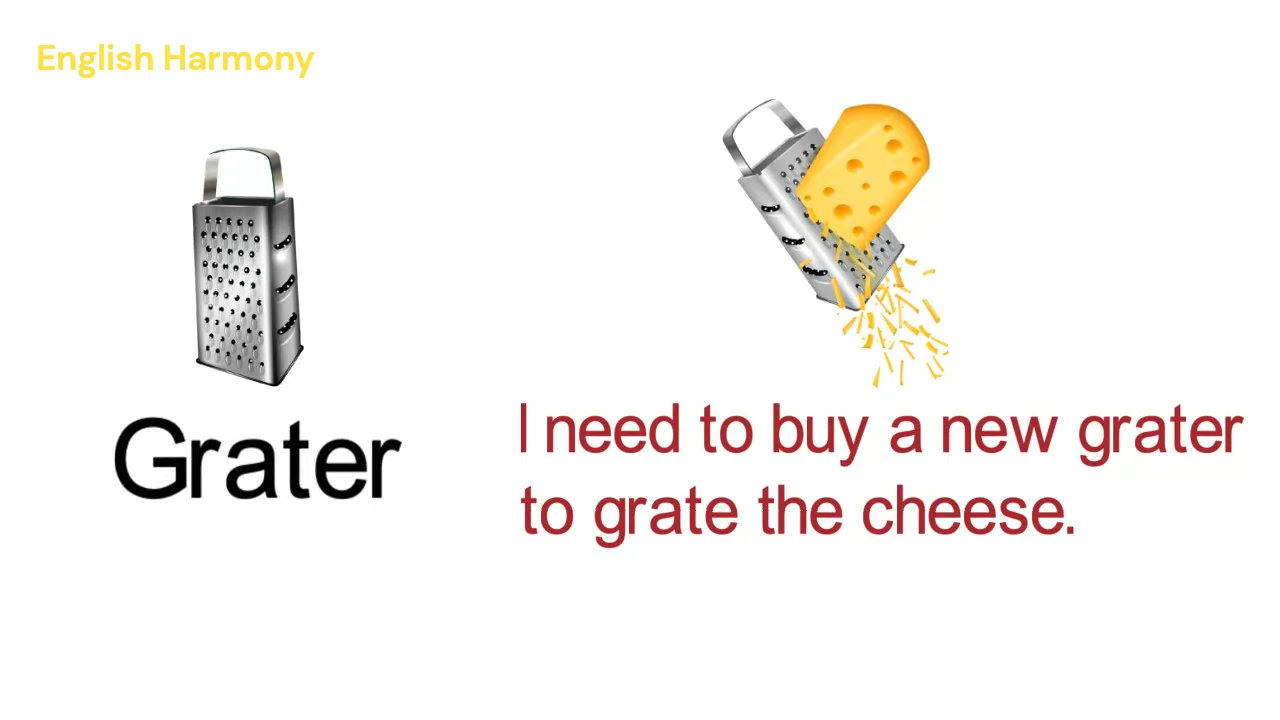 English Harmony
Grater
I need to buy a new grater
to grate the cheese.